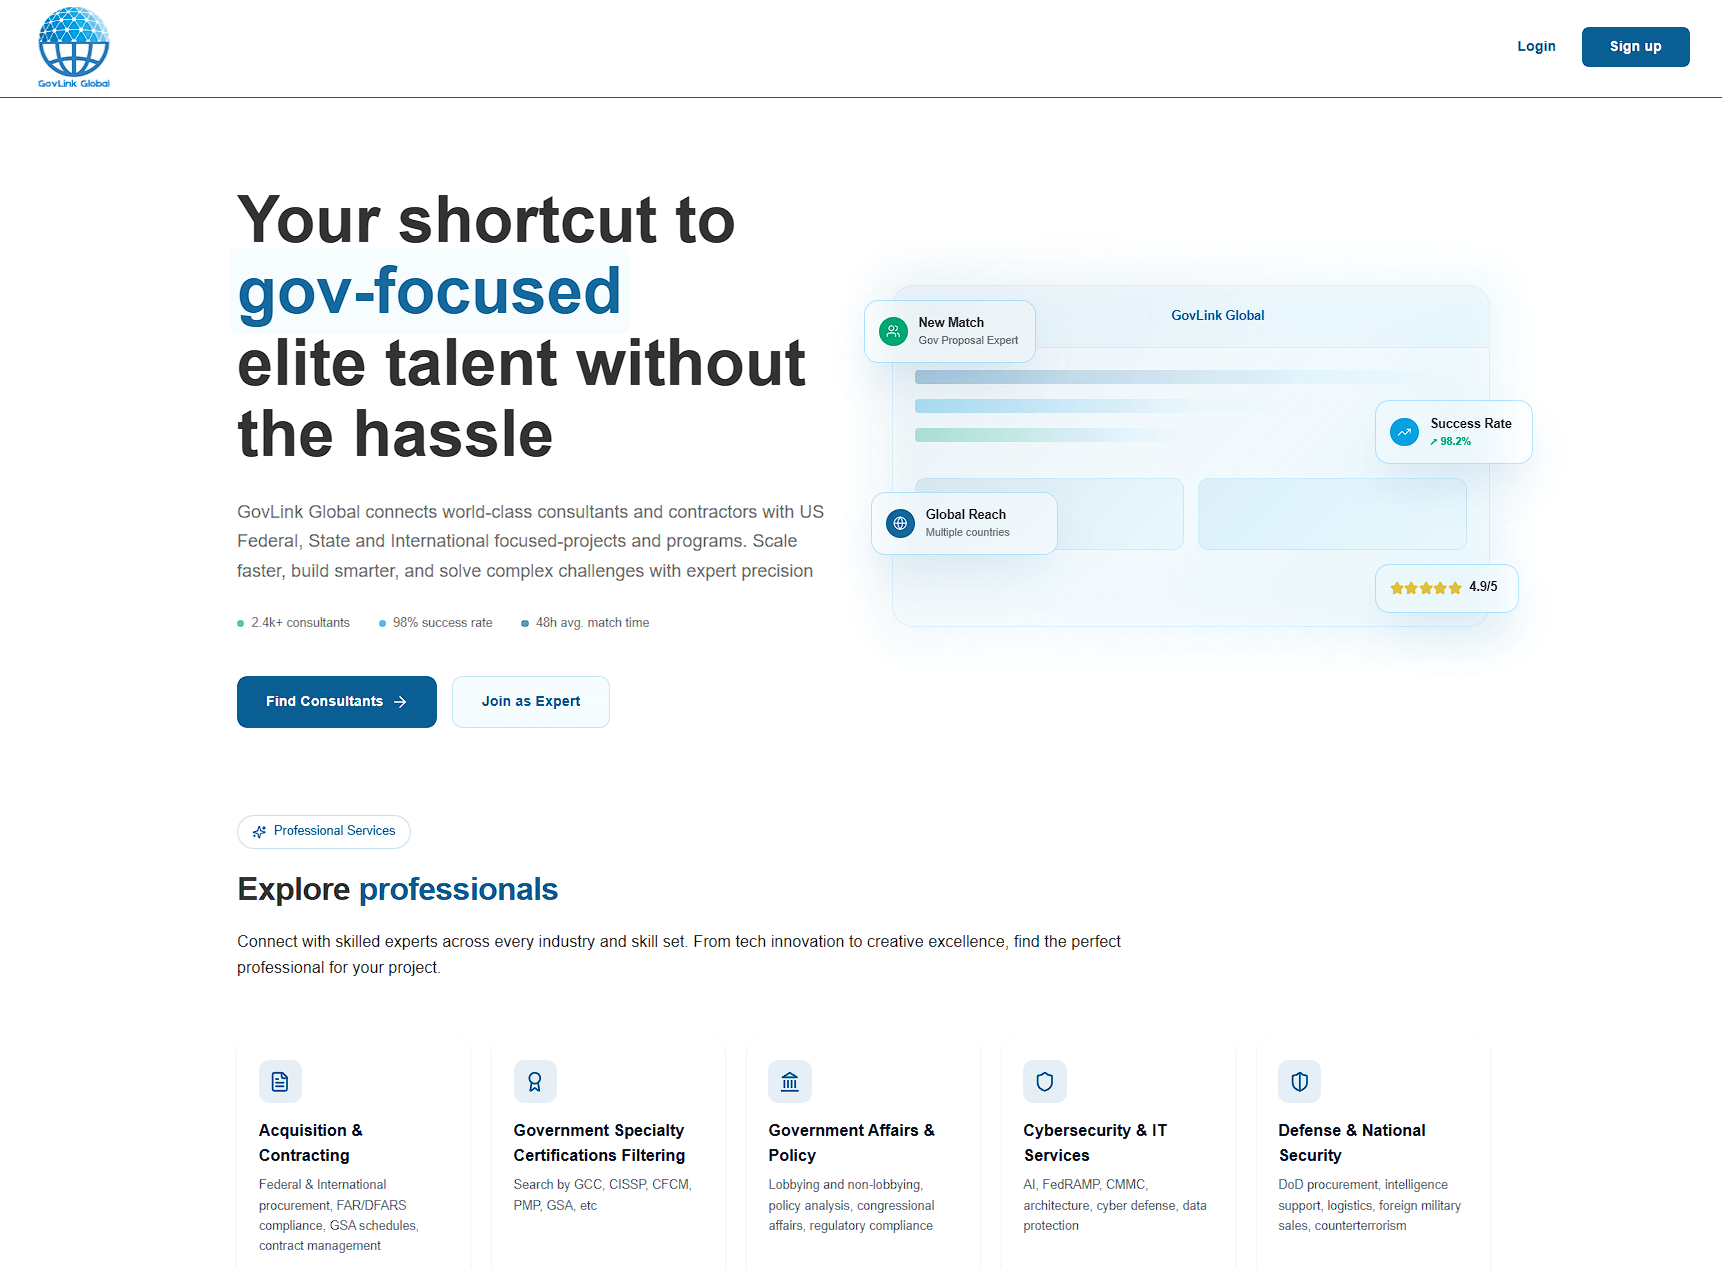 GovLink Global
Login
Sign up
Your shortcut to
gov-focused
elite talent without
the hassle
GovLink Global connects world-class consultants and contractors with US
Federal, State and International focused-projects and programs. Scale
faster, build smarter, and solve complex challenges with expert precision
2.4k+ consultants
98% success rate
48h avg. match time
Find Consultants
Join as Expert
GovLink Global
New Match
Gov Proposal Expert
Success Rate
↗ 98.2%
Global Reach
Multiple countries
4.9/5
Professional Services
Explore professionals
Connect with skilled experts across every industry and skill set. From tech innovation to creative excellence, find the perfect
professional for your project.
Acquisition &
Contracting
Federal & International
procurement, FAR/DFARS
compliance, GSA schedules,
contract management
Government Specialty
Certifications Filtering
Search by GCC, CISSP, CFCM,
PMP, GSA, etc
Government Affairs &
Policy
Lobbying and non-lobbying,
policy analysis, congressional
affairs, regulatory compliance
Cybersecurity & IT
Services
AI, FedRAMP, CMMC,
architecture, cyber defense, data
protection
Defense & National
Security
DoD procurement, intelligence
support, logistics, foreign military
sales, counterterrorism